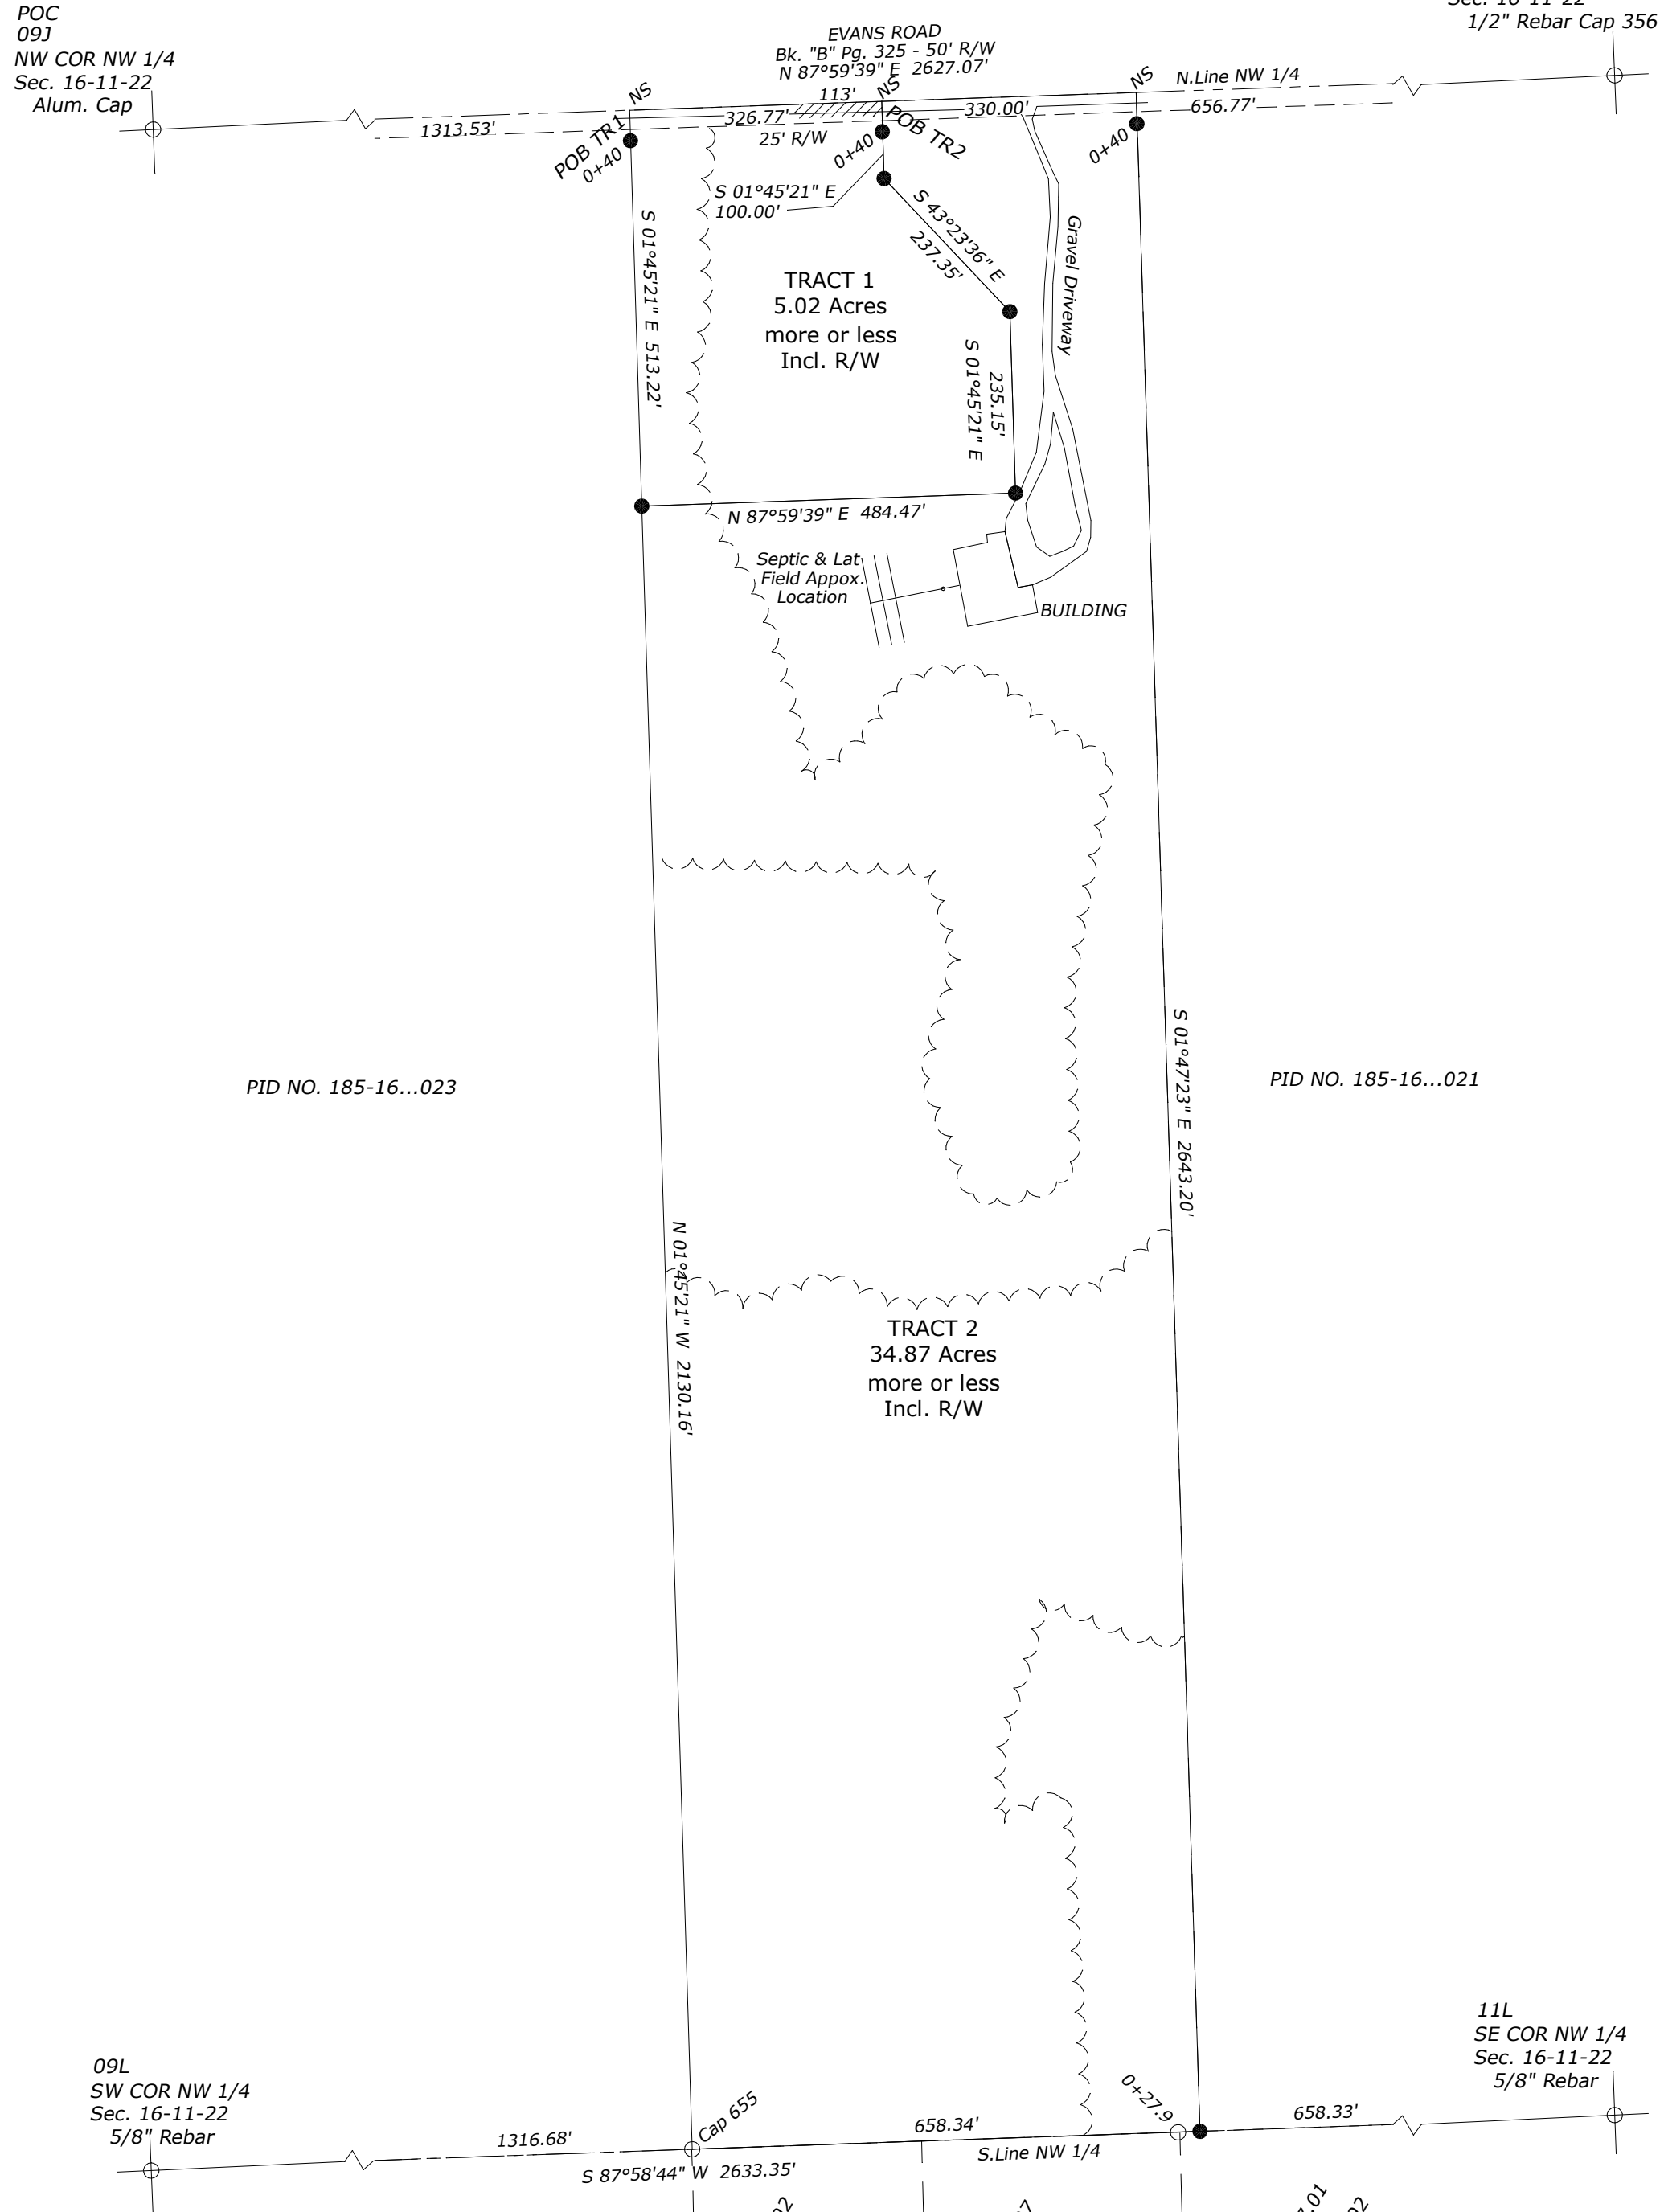 POC
09J
NW COR NW 1/4
Sec. 16-11-22
Alum. Cap
1/2" Rebar Cap 356
EVANS ROAD
Bk. "B" Pg. 325 - 50' R/W
N 87°59'39" E 2627.07'
NS
113'
NS
NS
N.Line NW 1/4
1313.53'
326.77'
330.00'
656.77'
25' R/W
POB TR1
0+40
0+40
POB TR2
0+40
S 01°45'21" E
100.00'
S 43°23'36" E
237.35'
Gravel Driveway
S 01°45'21" E 513.22'
TRACT 1
5.02 Acres
more or less
Incl. R/W
235.15'
S 01°45'21" E
N 87°59'39" E 484.47'
Septic & Lat
Field Appox.
Location
BUILDING
PID NO. 185-16...023
PID NO. 185-16...021
S 01°47'23" E 2643.20'
N 01°45'21" W 2130.16'
TRACT 2
34.87 Acres
more or less
Incl. R/W
11L
SE COR NW 1/4
Sec. 16-11-22
5/8" Rebar
09L
SW COR NW 1/4
Sec. 16-11-22
5/8" Rebar
Cap 655
0+27.9
1316.68'
658.34'
658.33'
S.Line NW 1/4
S 87°58'44" W 2633.35'